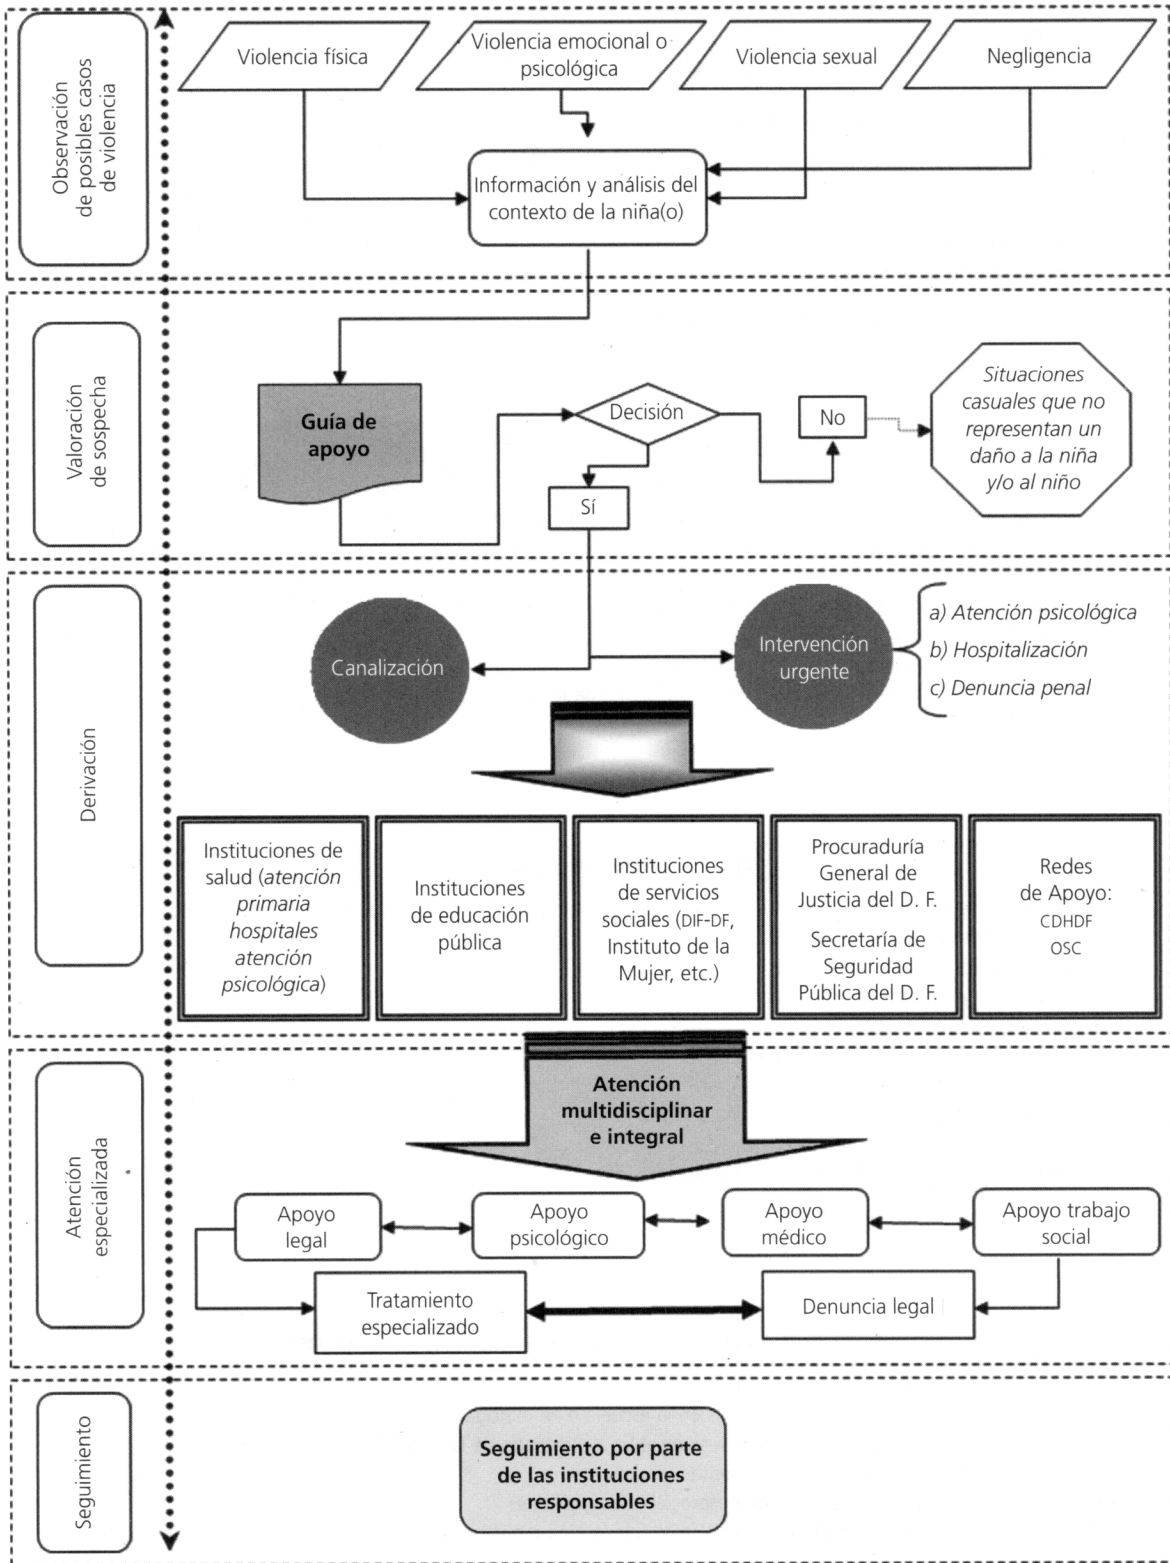 Observación
de posibles casos
de violencia
Violencia física
Violencia emocional o
psicológica
Violencia sexual
Negligencia
Información y análisis del
contexto de la niña(o)
Valoración
de sospecha
Guía de
apoyo
Decisión
Sí
No
Situaciones
casuales que no
representan un
daño a la niña
y/o al niño
Derivación
Canalización
Intervención
urgente
a) Atención psicológica
b) Hospitalización
c) Denuncia penal
Instituciones de
salud (atención
primaria
hospitales
atención
psicológica)
Instituciones
de educación
pública
Instituciones
de servicios
sociales (DIF-DF,
Instituto de la
Mujer, etc.)
Procuraduría
General de
Justicia del D. F.
Secretaría de
Seguridad
Pública del D. F.
Redes
de Apoyo:
CDHDF
OSC
Atención
especializada
Atención
multidisciplinar
e integral
Apoyo
legal
Apoyo
psicológico
Apoyo
médico
Apoyo trabajo
social
Tratamiento
especializado
Denuncia legal
Seguimiento
Seguimiento por parte
de las instituciones
responsables